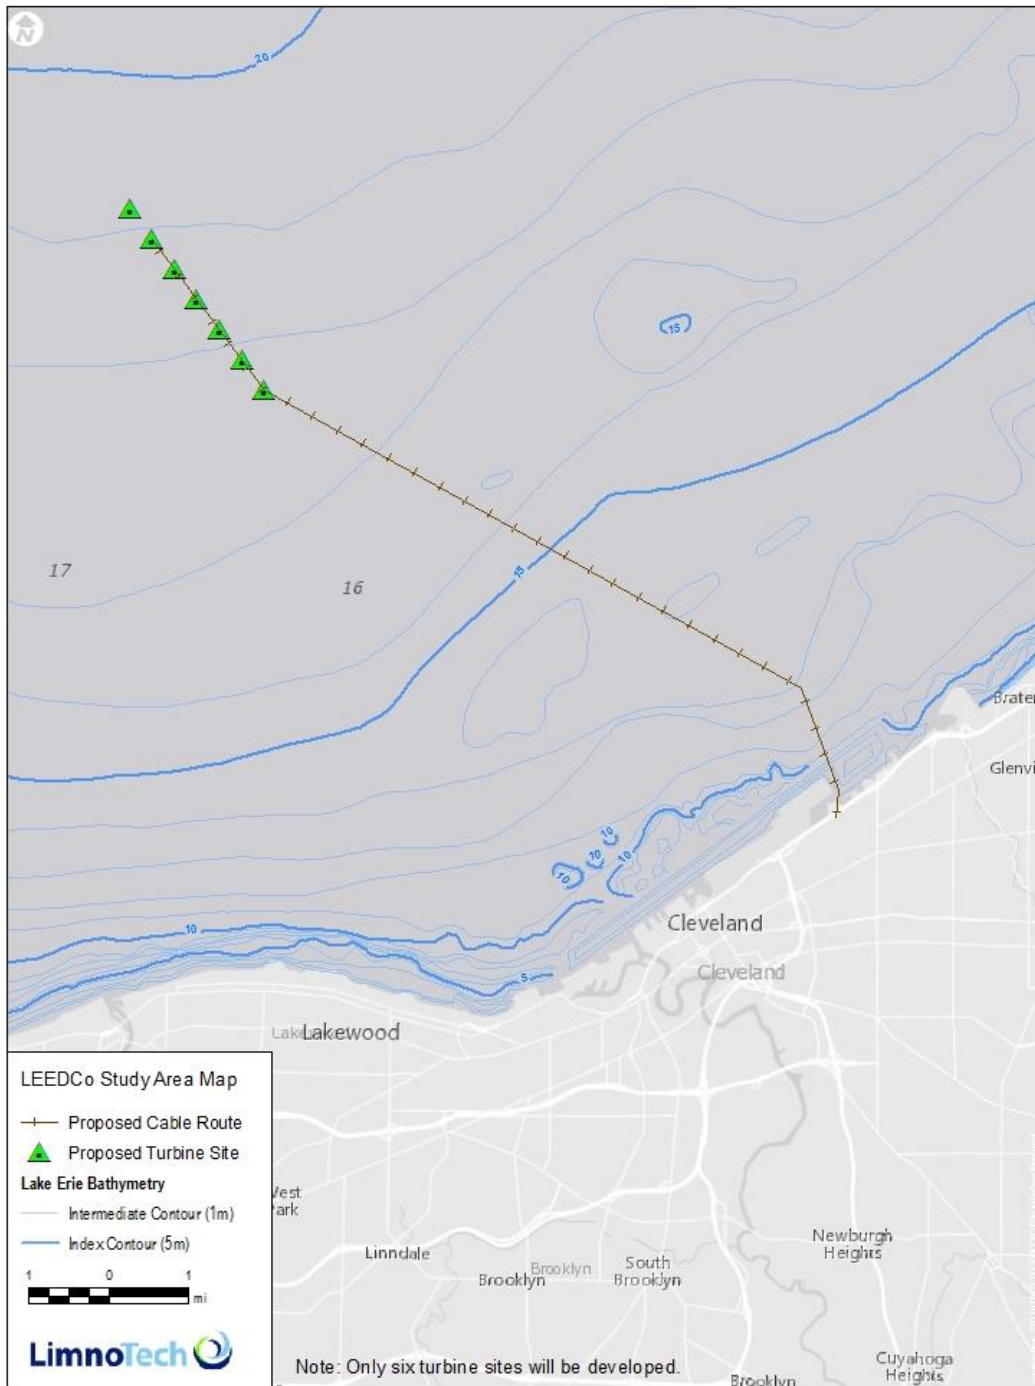 N
20
15
17
16
15
Brater
Glenvi
10
10
10
10
Cleveland
10
Cleveland
5
Lakewood
Lakewood
LEEDCo Study Area Map
Proposed Cable Route
Proposed Turbine Site
Lake Erie Bathymetry
Intermediate Contour (1m)
Index Contour (5m)
1 0 1
mi
LimnoTech
West
Park
Linndale
Brooklyn
Brooklyn
South
Brooklyn
Newburgh
Heights
Note: Only six turbine sites will be developed.
Cuyahoga
Heights
Brooklyn